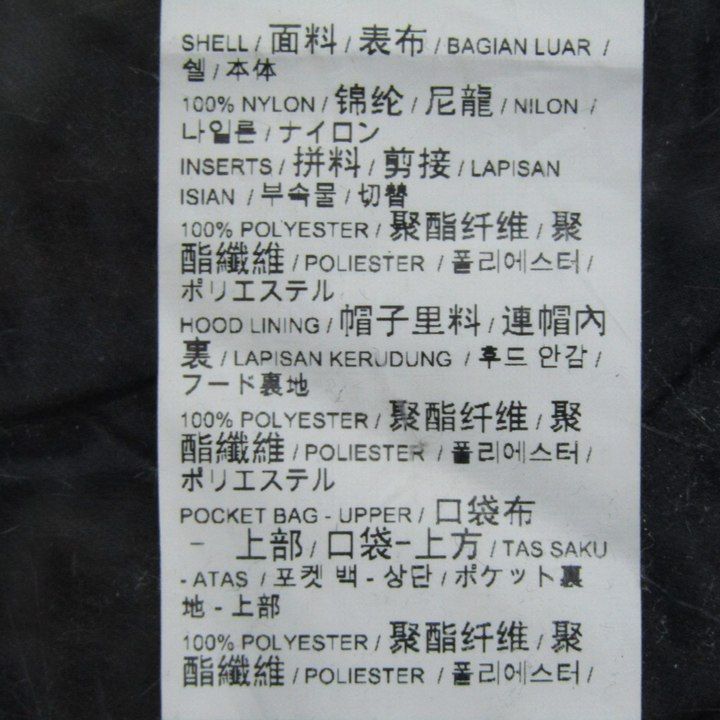 SHELL / 面料 / 表布 / BAGIAN LUAR /
쉘 / 本体
100% NYLON / 锦纶 / 尼龍 / NILON /
나일론 / ナイロン
INSERTS / 拼料 / 剪接 / LAPISAN
ISIAN / 부속물 / 切替
100% POLYESTER / 聚酯纤维 / 聚
酯纖維 / POLIESTER / 폴리에스터 /
ポリエステル
HOOD LINING / 帽子里料 / 連帽內
裏 / LAPISAN KERUDUNG / 후드 안감 /
フード裏地
100% POLYESTER / 聚酯纤维 / 聚
酯纖維 / POLIESTER / 폴리에스터 /
ポリエステル
POCKET BAG - UPPER / 口袋布
- 上部 / 口袋-上方 / TAS SAKU
- ATAS / 포켓 백 - 상단 / ポケット裏
地 - 上部
100% POLYESTER / 聚酯纤维 / 聚
酯纖維 / POLIESTER / 폴리에스터 /